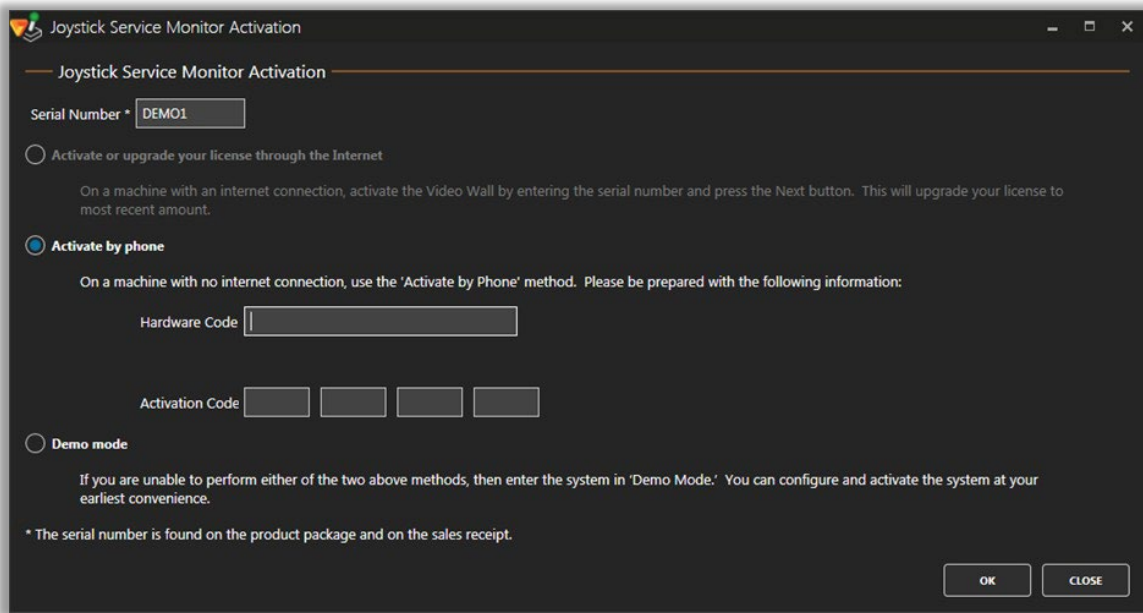 Joystick Service Monitor Activation
Joystick Service Monitor Activation
Serial Number * DEMO1
Activate or upgrade your license through the Internet
On a machine with an internet connection, activate the Video Wall by entering the serial number and press the Next button. This will upgrade your license to
most recent amount.
Activate by phone
On a machine with no internet connection, use the 'Activate by Phone' method. Please be prepared with the following information:
Hardware Code
Activation Code
Demo mode
If you are unable to perform either of the two above methods, then enter the system in 'Demo Mode.' You can configure and activate the system at your
earliest convenience.
* The serial number is found on the product package and on the sales receipt.
OK CLOSE